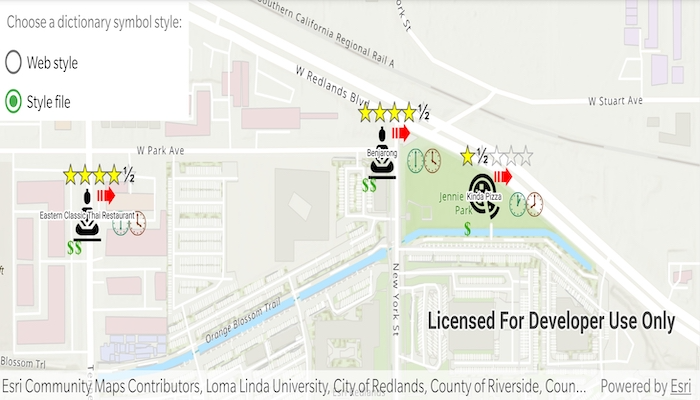 Choose a dictionary symbol style:
Web style
Style file
Southern California Regional Rail A
York St
W Redlands Blvd
W Stuart Ave
½
W Park Ave
Benjarong
½
½
$$
Kinda Pizza
Jennie
Park
Eastern Classic Thai Restaurant
$
$$
New York St
Orange Blossom Trail
Licensed For Developer Use Only
Blossom Trl
Esri Community Maps Contributors, Loma Linda University, City of Redlands, County of Riverside, Coun...
Powered by Esri